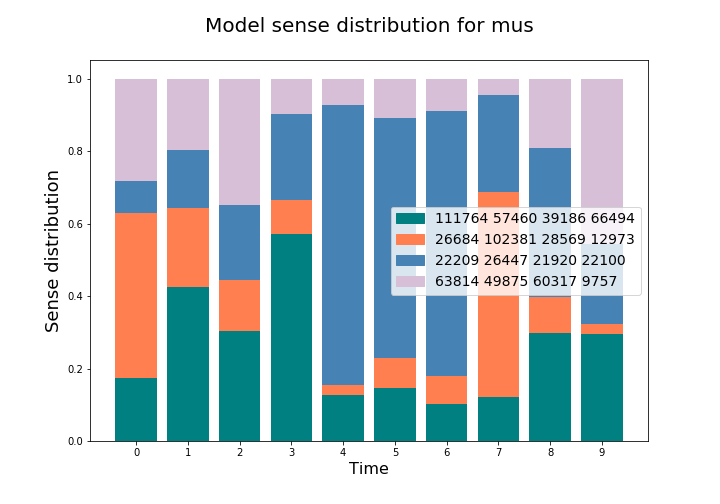 Model sense distribution for mus
Sense distribution
1.0
0.8
0.6
0.4
0.2
0.0
111764 57460 39186 66494
26684 102381 28569 12973
22209 26447 21920 22100
63814 49875 60317 9757
0 1 2 3 4 5 6 7 8 9
Time